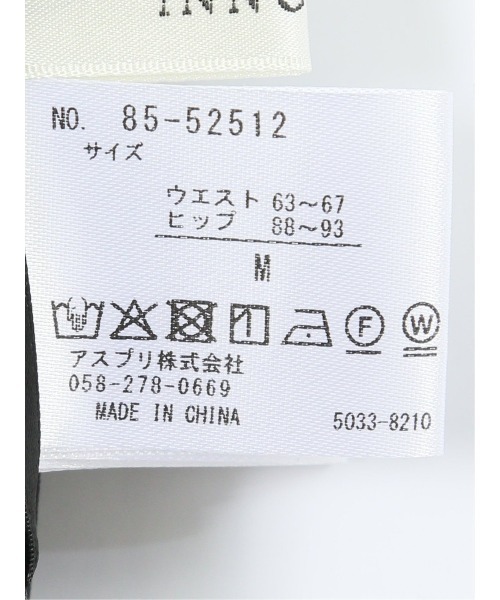 INNO
NO. 85-52512
サイズ
ウエスト 63～67
ヒップ 88～93
M
F W
アスプリ株式会社
058-278-0669
MADE IN CHINA 5033-8210